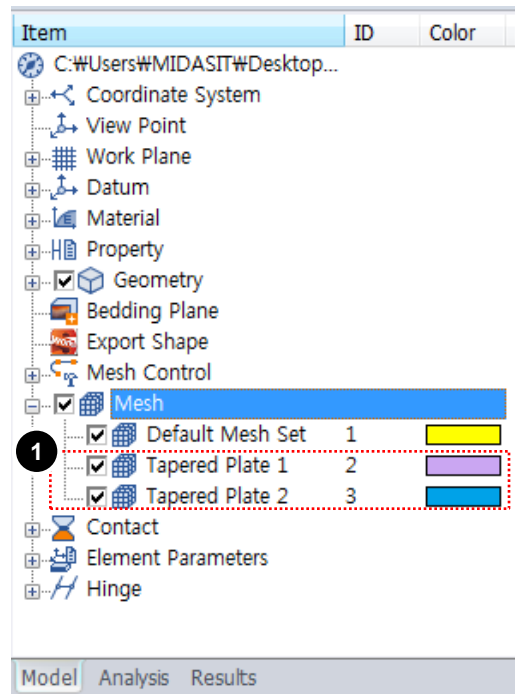 Item ID Color
C:₩Users₩MIDASIT₩Desktop...
Coordinate System
View Point
Work Plane
Datum
Material
Property
Geometry
Bedding Plane
Export Shape
Mesh Control
Mesh
Default Mesh Set 1
1
Tapered Plate 1 2
Tapered Plate 2 3
Contact
Element Parameters
Hinge
Model Analysis Results